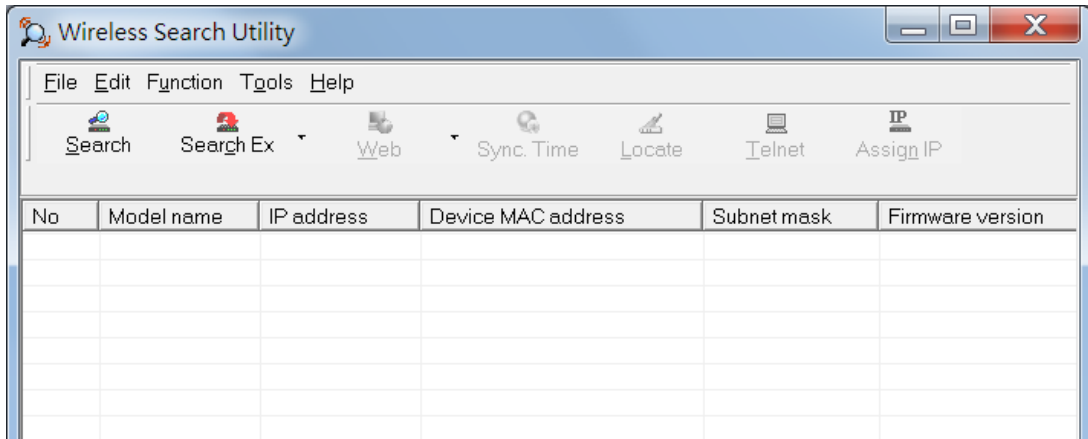 Wireless Search Utility
File Edit Function Tools Help
Search Search Ex Web Sync. Time Locate Telnet IP Assign IP
No Model name IP address Device MAC address Subnet mask Firmware version